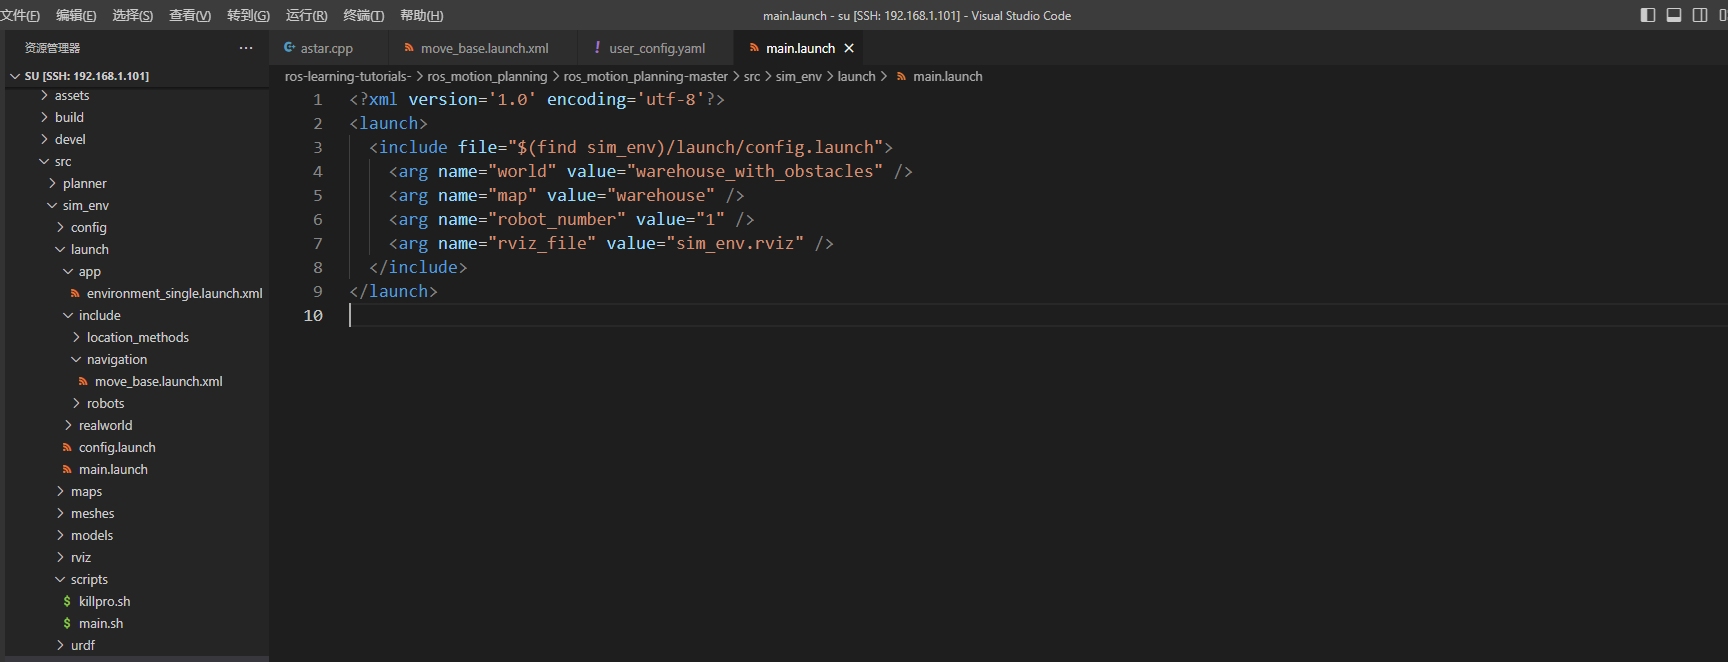 文件(F) 编辑(E) 选择(S) 查看(V) 转到(G) 运行(R) 终端(T) 帮助(H) main.launch - su [SSH: 192.168.1.101] - Visual Studio Code
资源管理器 ···
SU [SSH: 192.168.1.101]
assets
build
devel
src
planner
sim_env
config
launch
app
environment_single.launch.xml
include
location_methods
navigation
move_base.launch.xml
robots
realworld
config.launch
main.launch
maps
meshes
models
rviz
scripts
$ killpro.sh
$ main.sh
urdf
astar.cpp move_base.launch.xml ! user_config.yaml main.launch
ros-learning-tutorials- > ros_motion_planning > ros_motion_planning-master > src > sim_env > launch > main.launch
1 <?xml version='1.0' encoding='utf-8'?>
2 <launch>
3 <include file="$(find sim_env)/launch/config.launch">
4 <arg name="world" value="warehouse_with_obstacles" />
5 <arg name="map" value="warehouse" />
6 <arg name="robot_number" value="1" />
7 <arg name="rviz_file" value="sim_env.rviz" />
8 </include>
9 </launch>
10